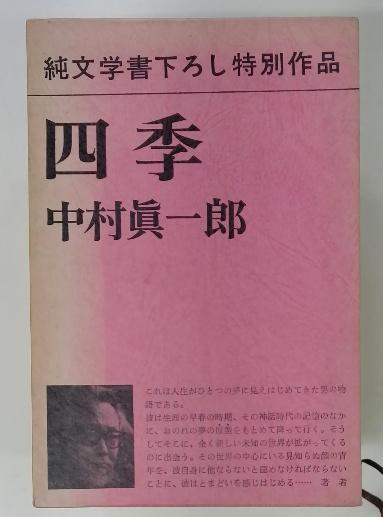 純文学書下ろし特別作品
四季
中村眞一郎
これは人生がひとつの夢に見えはじめてきた男の物
語である。
彼は生涯の早春の時期、その神話時代の記憶のなか
に、おのれの夢の原型をもとめて降って行く。そう
してそこに、全く新しい未知の世界が拡がってくる
のに出会う。その世界の中心にいる見知らぬ顔の青
年を、彼自身に他ならないと認めなければならない
ことに、彼はとまどいを感じはじめる…… 著者